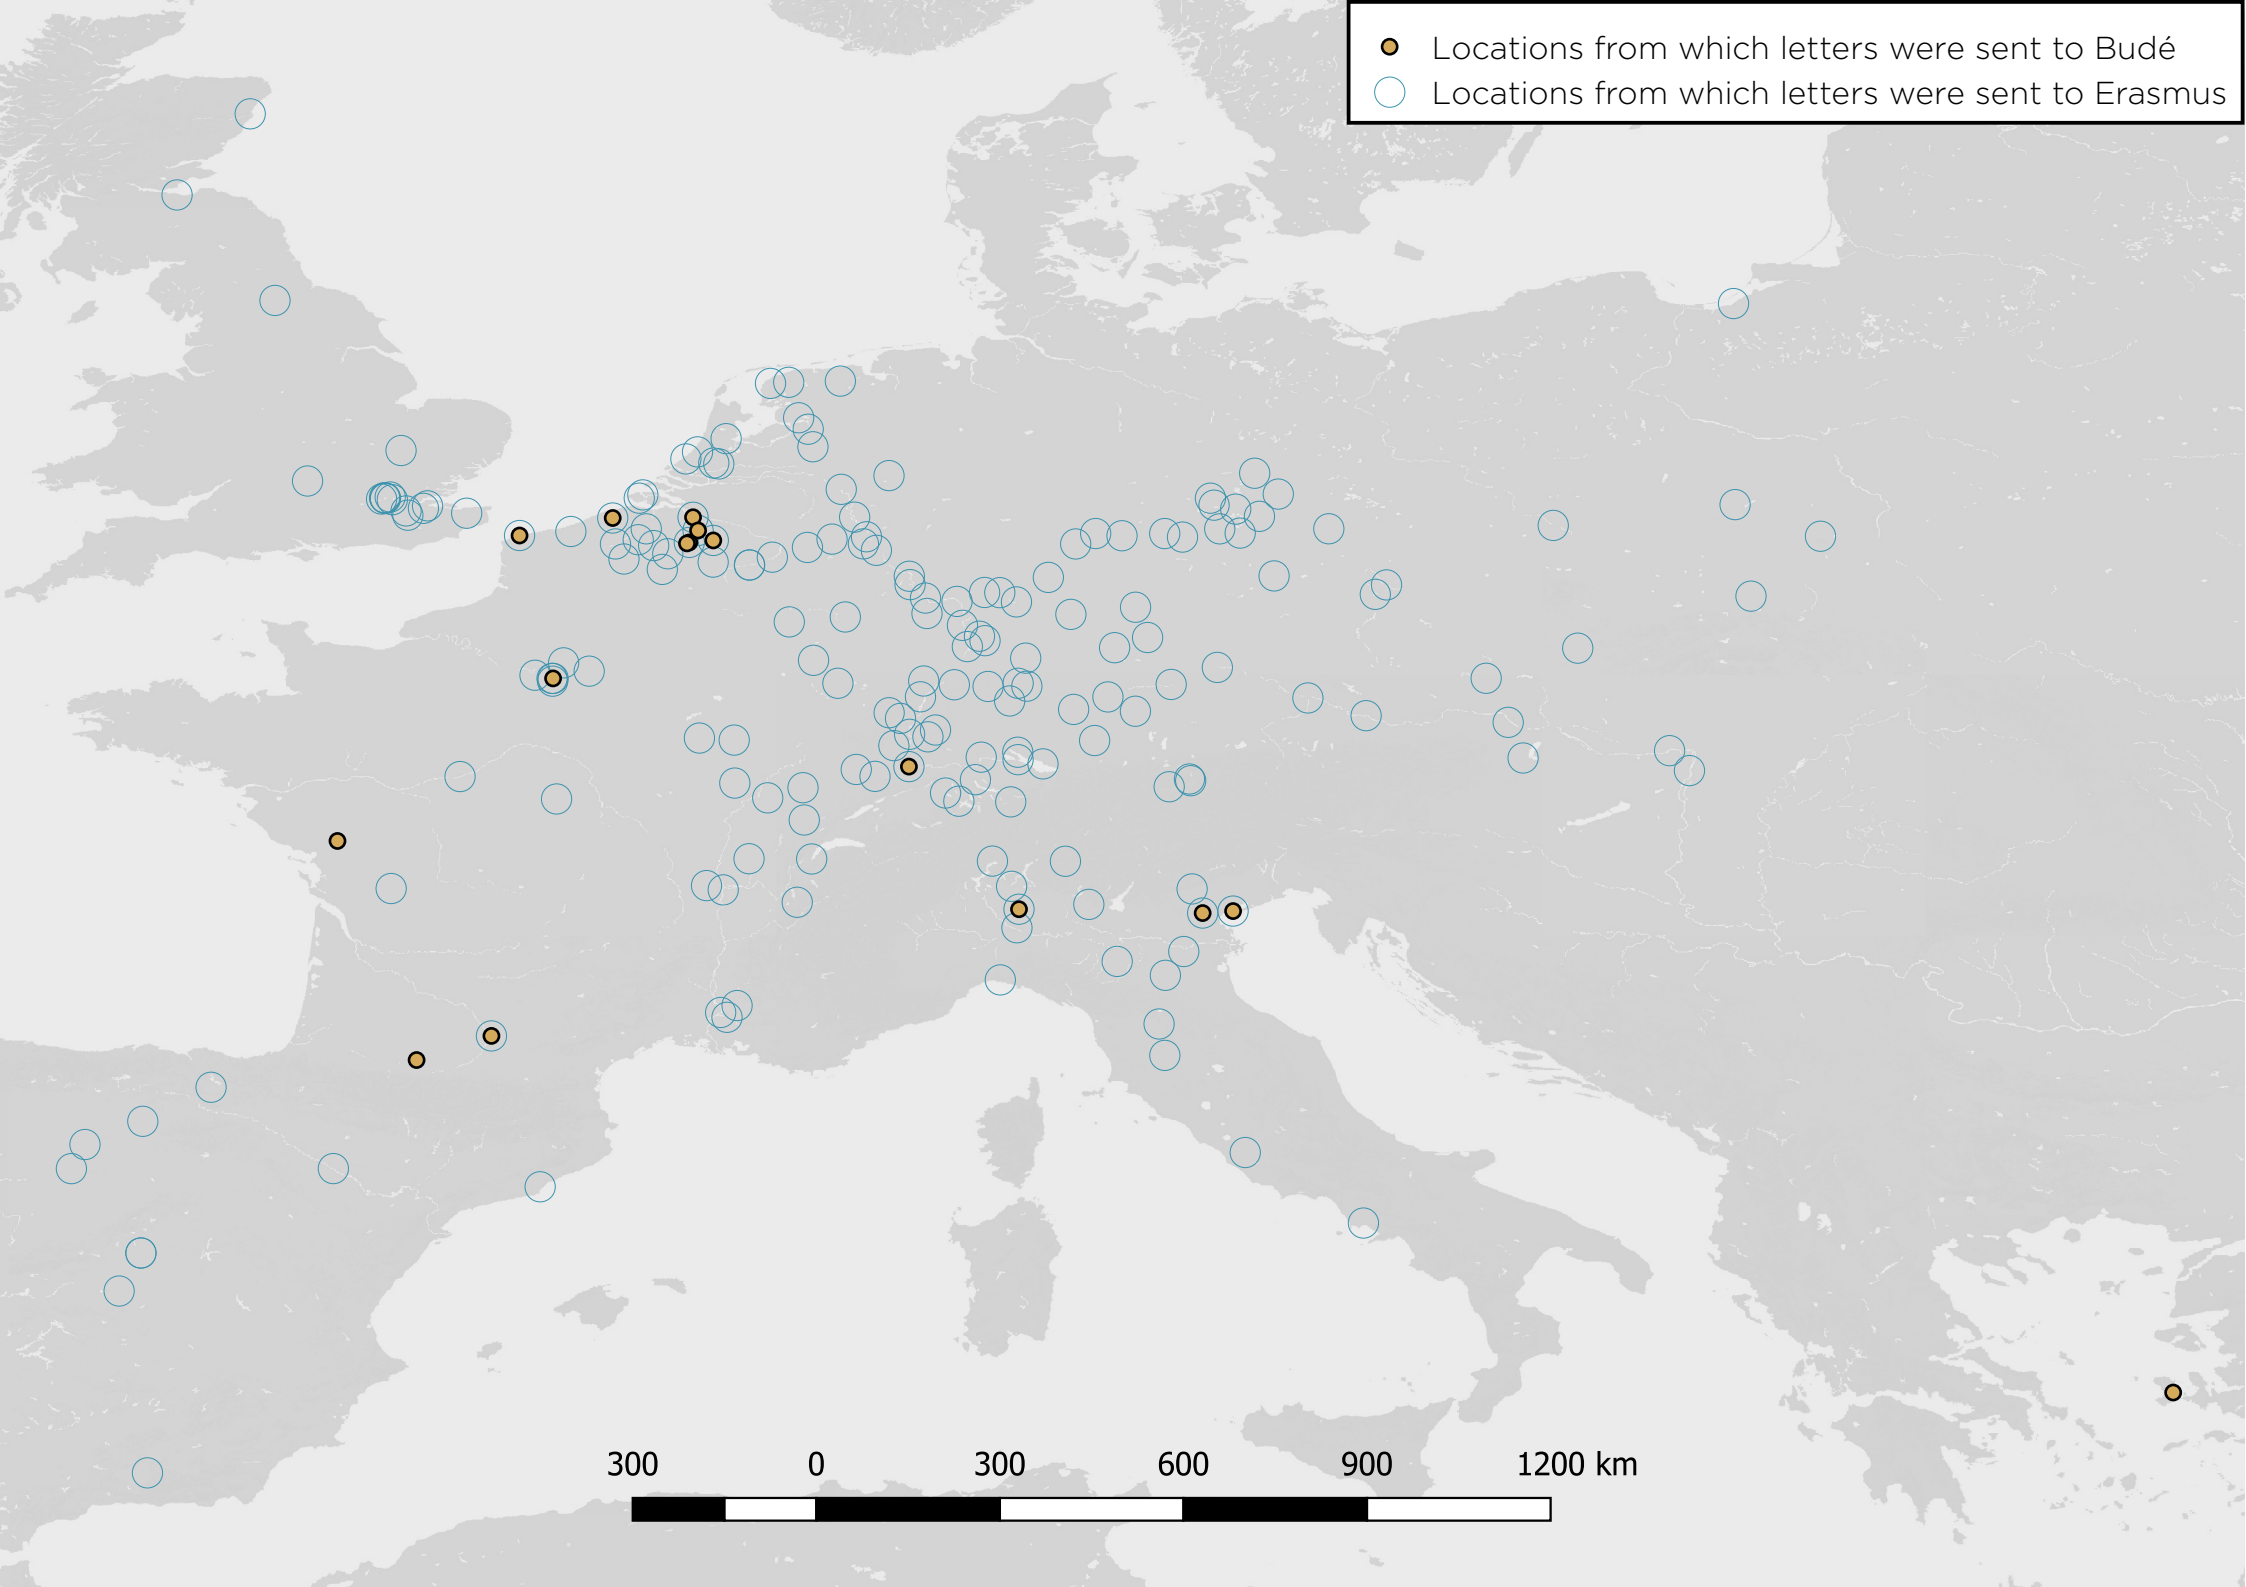 Locations from which letters were sent to Budé
Locations from which letters were sent to Erasmus
300 0 300 600 900 1200 km